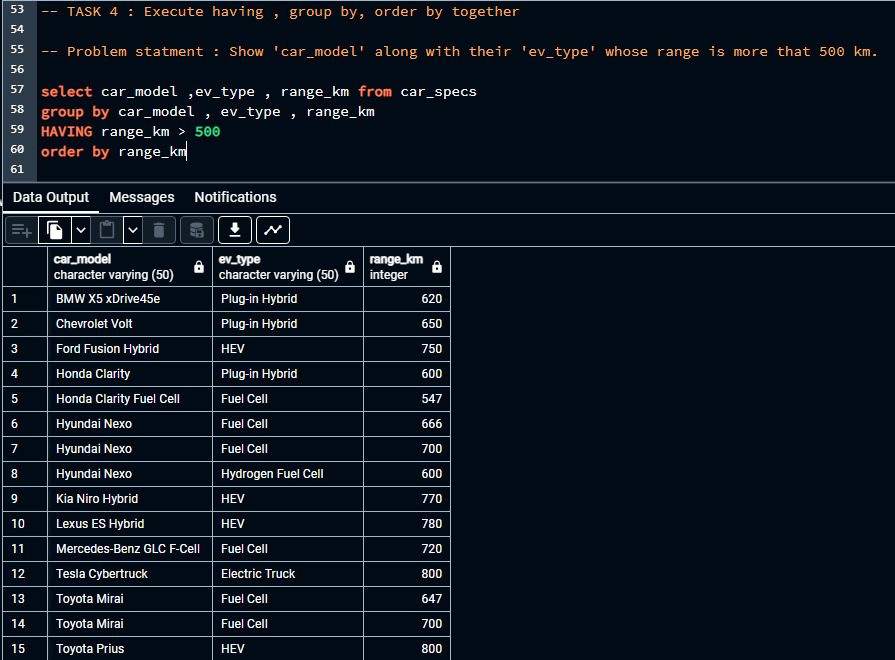 53 -- TASK 4 : Execute having , group by, order by together
54
55 -- Problem statment : Show 'car_model' along with their 'ev_type' whose range is more that 500 km.
56
57 select car_model ,ev_type , range_km from car_specs
58 group by car_model , ev_type , range_km
59 HAVING range_km > 500
60 order by range_km
61
Data Output Messages Notifications
car_model ev_type range_km
character varying (50) character varying (50) integer
1 BMW X5 xDrive45e Plug-in Hybrid 620
2 Chevrolet Volt Plug-in Hybrid 650
3 Ford Fusion Hybrid HEV 750
4 Honda Clarity Plug-in Hybrid 600
5 Honda Clarity Fuel Cell Fuel Cell 547
6 Hyundai Nexo Fuel Cell 666
7 Hyundai Nexo Fuel Cell 700
8 Hyundai Nexo Hydrogen Fuel Cell 600
9 Kia Niro Hybrid HEV 770
10 Lexus ES Hybrid HEV 780
11 Mercedes-Benz GLC F-Cell Fuel Cell 720
12 Tesla Cybertruck Electric Truck 800
13 Toyota Mirai Fuel Cell 647
14 Toyota Mirai Fuel Cell 700
15 Toyota Prius HEV 800